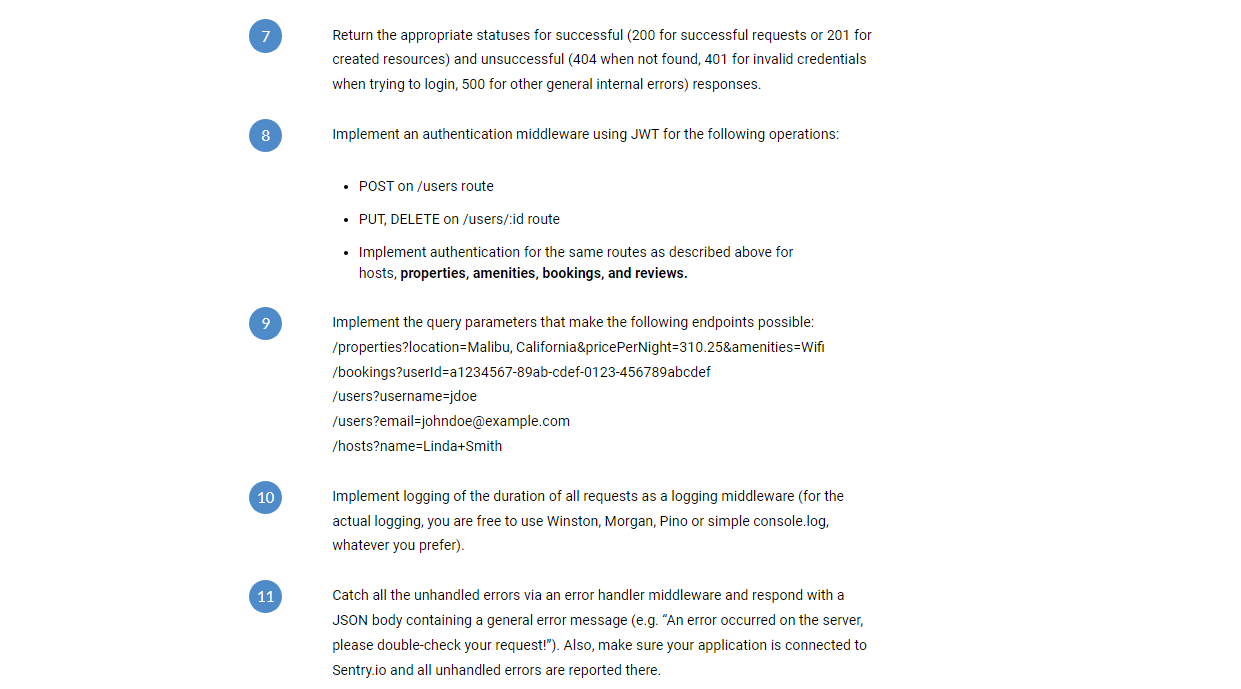 7
Return the appropriate statuses for successful (200 for successful requests or 201 for
created resources) and unsuccessful (404 when not found, 401 for invalid credentials
when trying to login, 500 for other general internal errors) responses.
8
Implement an authentication middleware using JWT for the following operations:
• POST on /users route
• PUT, DELETE on /users/:id route
• Implement authentication for the same routes as described above for
hosts, properties, amenities, bookings, and reviews.
9
Implement the query parameters that make the following endpoints possible:
/properties?location=Malibu, California&pricePerNight=310.25&amenities=Wifi
/bookings?userId=a1234567-89ab-cdef-0123-456789abcdef
/users?username=jdoe
/users?email=johndoe@example.com
/hosts?name=Linda+Smith
10
Implement logging of the duration of all requests as a logging middleware (for the
actual logging, you are free to use Winston, Morgan, Pino or simple console.log,
whatever you prefer).
11
Catch all the unhandled errors via an error handler middleware and respond with a
JSON body containing a general error message (e.g. “An error occurred on the server,
please double-check your request!”). Also, make sure your application is connected to
Sentry.io and all unhandled errors are reported there.